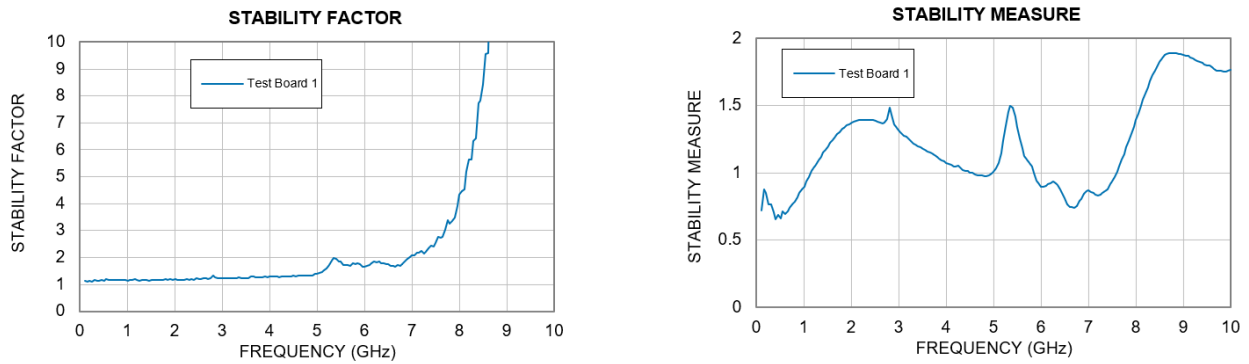 STABILITY FACTOR
10
9
8
7
6
5
4
3
2
1
0
STABILITY FACTOR
Test Board 1
0 1 2 3 4 5 6 7 8 9 10
FREQUENCY (GHz)
STABILITY MEASURE
2
1.5
1
0.5
0
STABILITY MEASURE
Test Board 1
0 1 2 3 4 5 6 7 8 9 10
FREQUENCY (GHz)